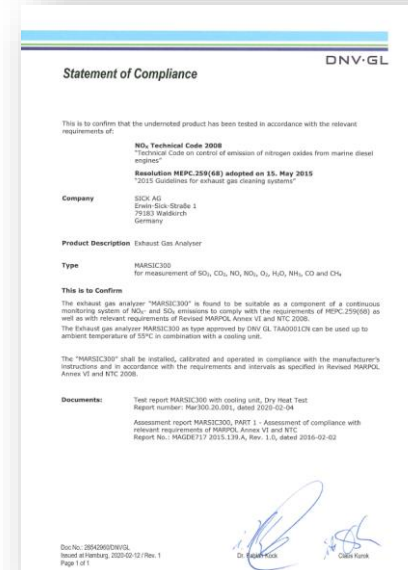 DNV·GL
Statement of Compliance
This is to confirm that the undernoted product has been tested in accordance with the relevant
requirements of:
NOₓ Technical Code 2008
"Technical Code on control of emission of nitrogen oxides from marine diesel
engines"
Resolution MEPC.259(68) adopted on 15. May 2015
"2015 Guidelines for exhaust gas cleaning systems"
Company SICK AG
Erwin-Sick-Straße 1
79183 Waldkirch
Germany
Product Description Exhaust Gas Analyser
Type MARSIC300
for measurement of SO₂, CO₂, NO, NO₂, O₂, H₂O, NH₃, CO and CH₄
This is to Confirm
The exhaust gas analyzer "MARSIC300" is found to be suitable as a component of a continuous
monitoring system of NOₓ- and SOₓ emissions to comply with the requirements of MEPC.259(68) as
well as with relevant requirements of Revised MARPOL Annex VI and NTC 2008.
The Exhaust gas analyzer MARSIC300 as type approved by DNV GL TAA0001CN can be used up to
ambient temperature of 55°C in combination with a cooling unit.
The "MARSIC300" shall be installed, calibrated and operated in compliance with the manufacturer's
instructions and in accordance with the requirements and intervals as specified in Revised MARPOL
Annex VI and NTC 2008.
Documents: Test report MARSIC300 with cooling unit, Dry Heat Test
Report number: Mar300.20.001, dated 2020-02-04
Assessment report MARSIC300, PART 1 - Assessment of compliance with
relevant requirements of MARPOL Annex VI and NTC
Report No.: MAGDE717 2015.139.A, Rev. 1.0, dated 2016-02-02
Doc No.: 28542960/DNVGL
Issued at Hamburg, 2020-02-12 / Rev. 1
Page 1 of 1
Dr. Fabian Kock